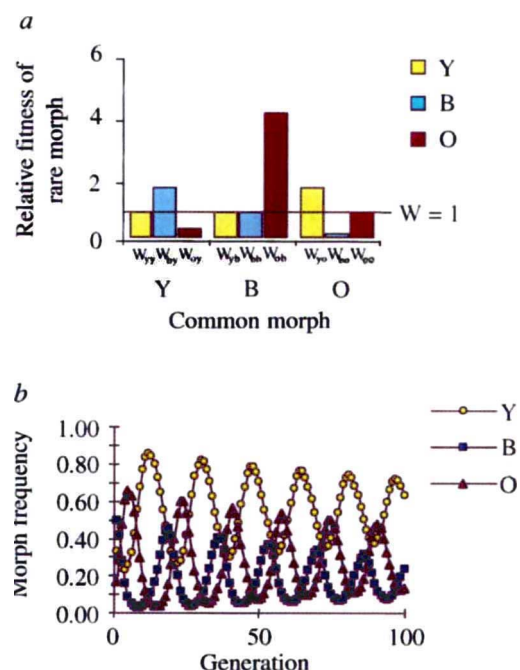 a
Relative fitness of
rare morph
6
4
2
0
Y
B
O
W = 1
Wyy Wby Woy Wyb Wbb Wob Wyo Wbo Woo
Y B O
Common morph
b
Morph frequency
1.00
0.80
0.60
0.40
0.20
0.00
0 50 100
Generation
Y
B
O